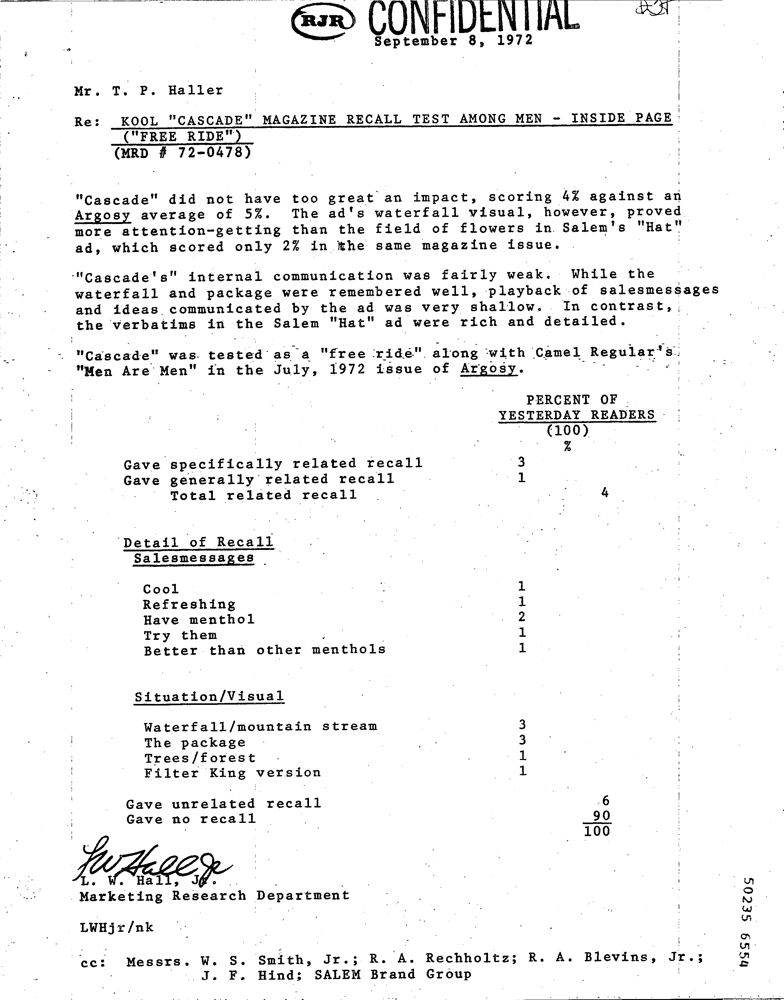 RJR CONFIDENTIAL
September 8, 1972
Mr. T. P. Haller
Re: KOOL "CASCADE" MAGAZINE RECALL TEST AMONG MEN - INSIDE PAGE
("FREE RIDE")
(MRD # 72-0478)
"Cascade" did not have too great an impact, scoring 4% against an
Argosy average of 5%. The ad's waterfall visual, however, proved
more attention-getting than the field of flowers in Salem's "Hat"
ad, which scored only 2% in the same magazine issue.
"Cascade's" internal communication was fairly weak. While the
waterfall and package were remembered well, playback of salesmessages
and ideas communicated by the ad was very shallow. In contrast,
the verbatims in the Salem "Hat" ad were rich and detailed.
"Cascade" was tested as a "free ride" along with Camel Regular's
"Men Are Men" in the July, 1972 issue of Argosy.
PERCENT OF
YESTERDAY READERS
(100)
%
Gave specifically related recall 3
Gave generally related recall 1
Total related recall 4
Detail of Recall
Salesmessages
Cool 1
Refreshing 1
Have menthol 2
Try them 1
Better than other menthols 1
Situation/Visual
Waterfall/mountain stream 3
The package 3
Trees/forest 1
Filter King version 1
Gave unrelated recall 6
Gave no recall 90
100
L. W. Hall, Jr.
Marketing Research Department
LWHjr/nk
cc: Messrs. W. S. Smith, Jr.; R. A. Rechholtz; R. A. Blevins, Jr.;
J. F. Hind; SALEM Brand Group
50235 6554